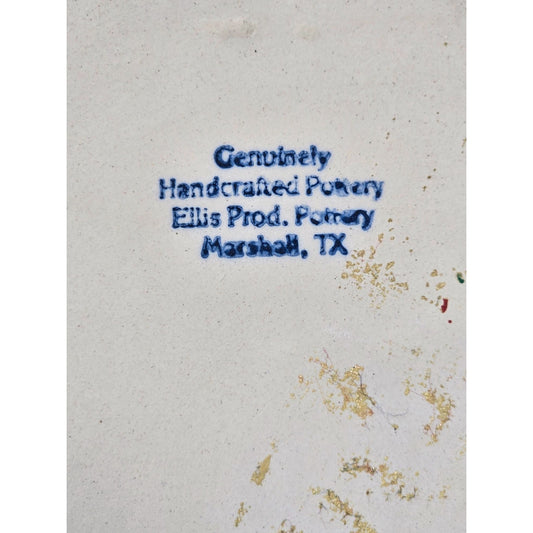 Genuinely
Handcrafted Pottery
Ellis Prod. Pottery
Marshall, TX